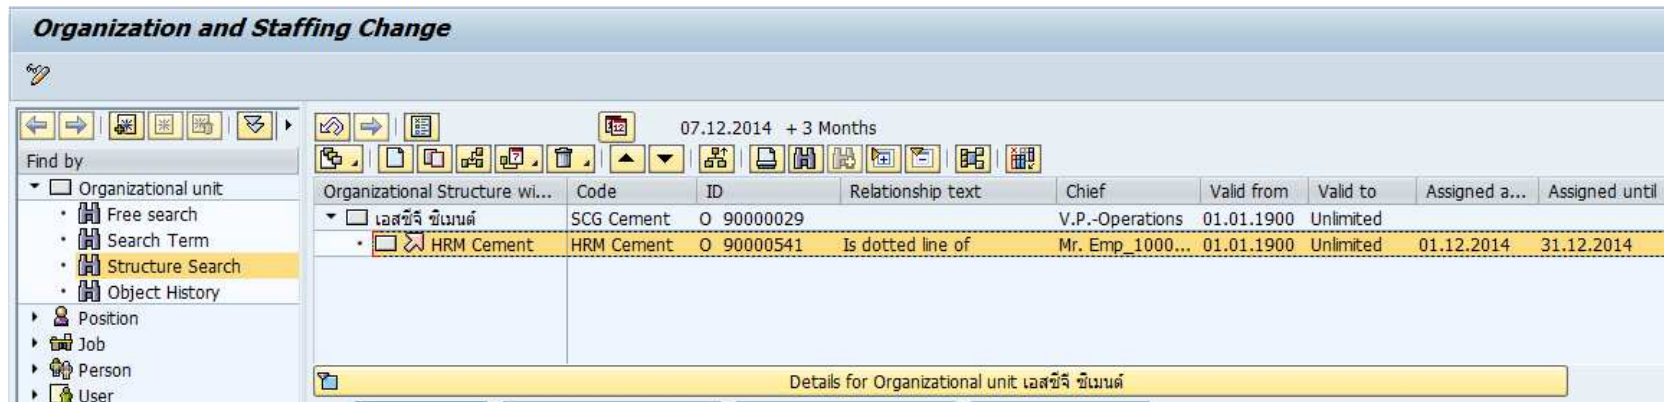 Organization and Staffing Change
07.12.2014 + 3 Months
Find by
Organizational unit
Free search
Search Term
Structure Search
Object History
Position
Job
Person
User
Organizational Structure wi... Code ID Relationship text Chief Valid from Valid to Assigned a... Assigned until
เอสซีจี ซิเมนต์ SCG Cement O 90000029 V.P.-Operations 01.01.1900 Unlimited
HRM Cement HRM Cement O 90000541 Is dotted line of Mr. Emp_1000... 01.01.1900 Unlimited 01.12.2014 31.12.2014
Details for Organizational unit เอสซีจี ซิเมนต์